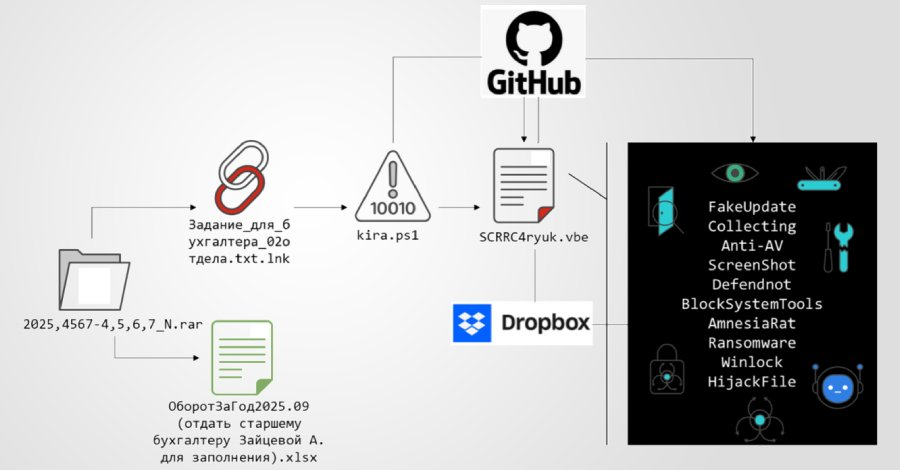 GitHub
Задание_для_б
ухгалтера_02о
тдела.txt.lnk
10010
kira.ps1
SCRRC4ryuk.vbe
2025,4567-4,5,6,7_N.rar
Dropbox
ОборотЗаГод2025.09
(отдать старшему
бухгалтеру Зайцевой А.
для заполнения).xlsx
FakeUpdate
Collecting
Anti-AV
ScreenShot
Defendnot
BlockSystemTools
AmnesiaRat
Ransomware
Winlock
HijackFile